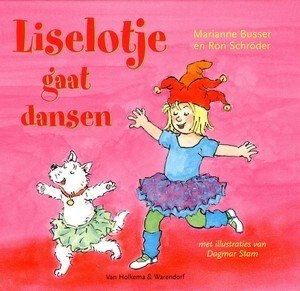 Liselotje
gaat
dansen
Marianne Busser
en Ron Schröder
met illustraties van
Dagmar Stam
Van Holkema & Warendorf